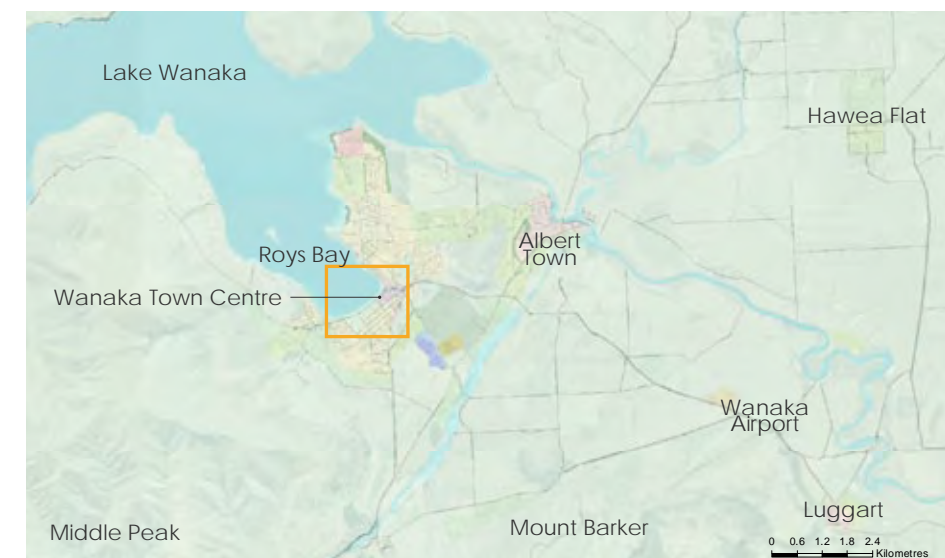 Lake Wanaka
Hawea Flat
Albert
Town
Roys Bay
Wanaka Town Centre
Wanaka
Airport
Luggart
Mount Barker
Middle Peak
0 0.6 1.2 1.8 2.4
Kilometres